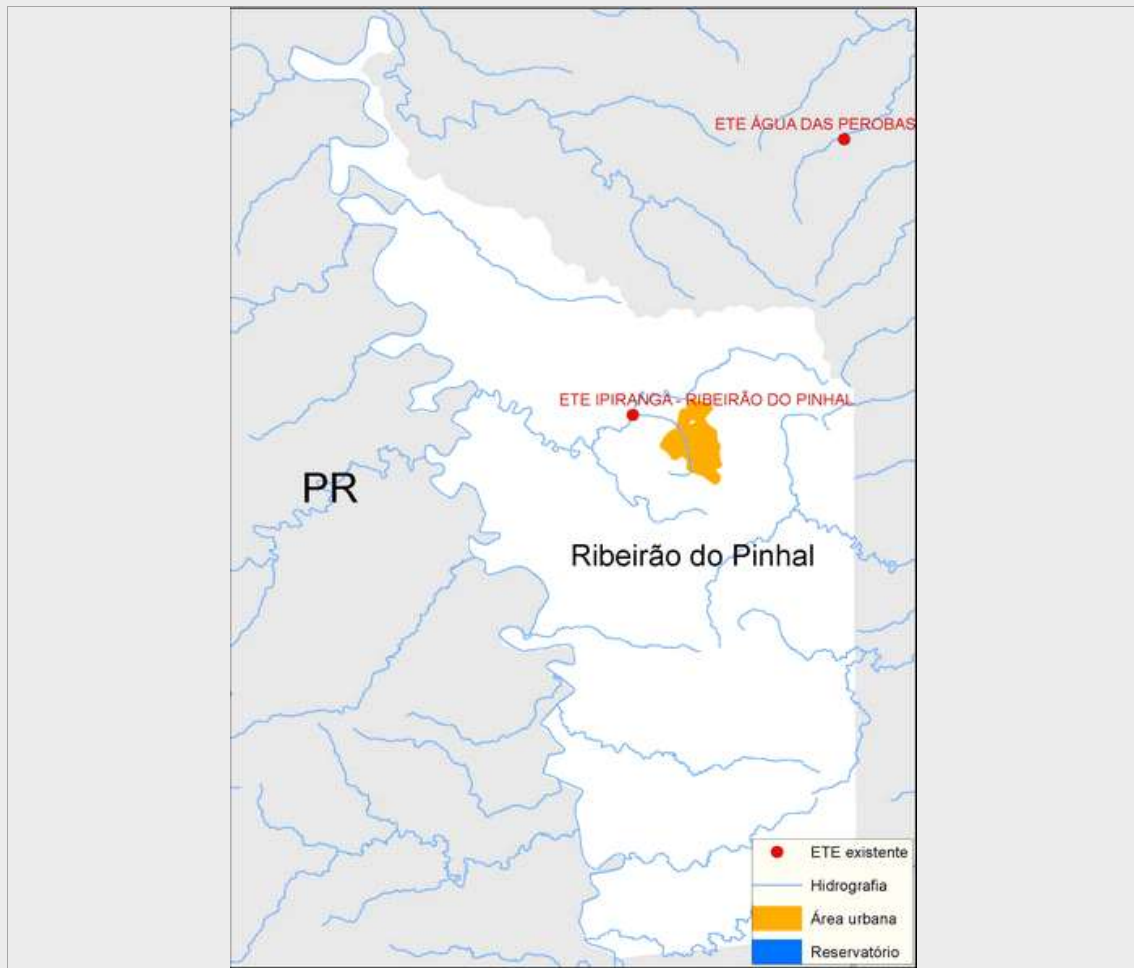 ETE ÁGUA DAS PEROBAS
ETE IPIRANGA - RIBEIRÃO DO PINHAL
PR
Ribeirão do Pinhal
ETE existente
Hidrografia
Área urbana
Reservatório